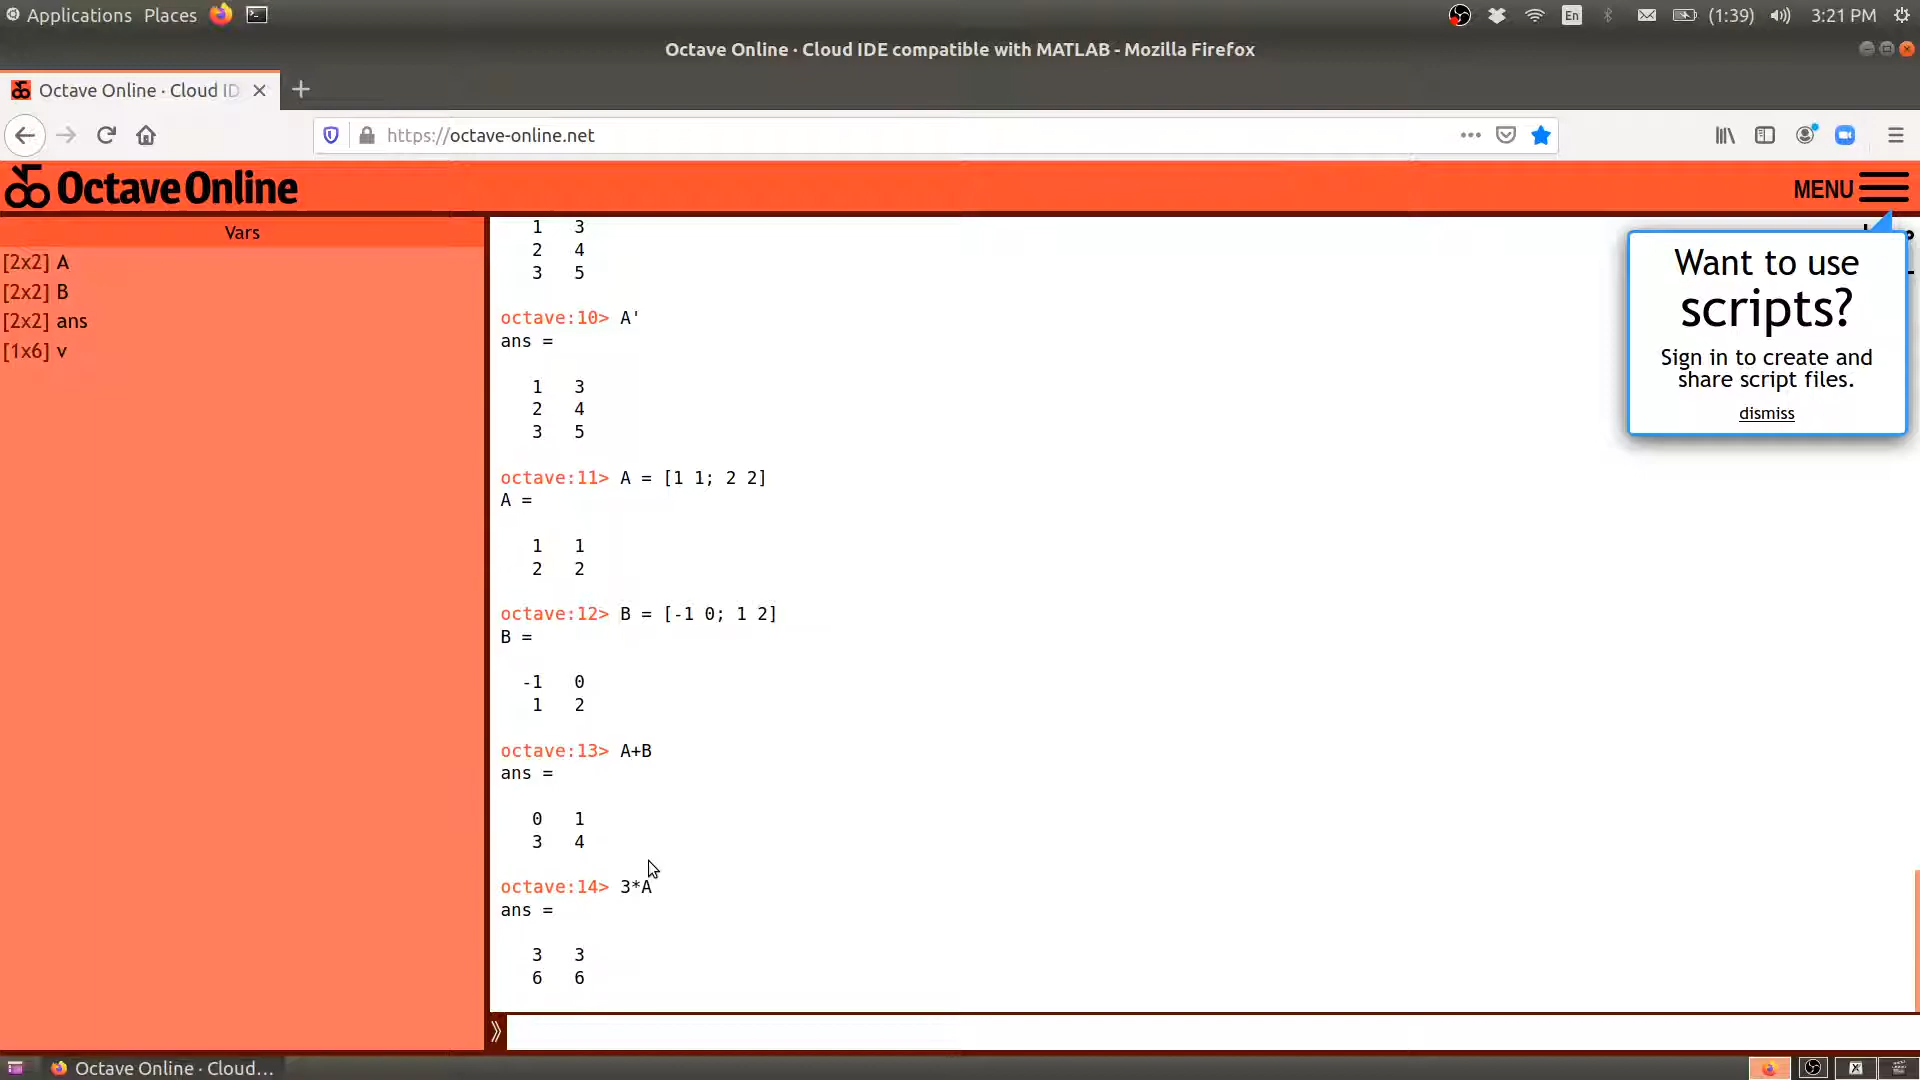 Applications Places En (1:39) 3:21 PM
Octave Online · Cloud IDE compatible with MATLAB - Mozilla Firefox
Octave Online · Cloud ID
https://octave-online.net
Octave Online MENU
Vars
[2x2] A
[2x2] B
[2x2] ans
[1x6] v
1 3
2 4
3 5
octave:10> A'
ans =
1 3
2 4
3 5
octave:11> A = [1 1; 2 2]
A =
1 1
2 2
octave:12> B = [-1 0; 1 2]
B =
-1 0
1 2
octave:13> A+B
ans =
0 1
3 4
octave:14> 3*A
ans =
3 3
6 6
Want to use
scripts?
Sign in to create and
share script files.
dismiss
Octave Online · Cloud...